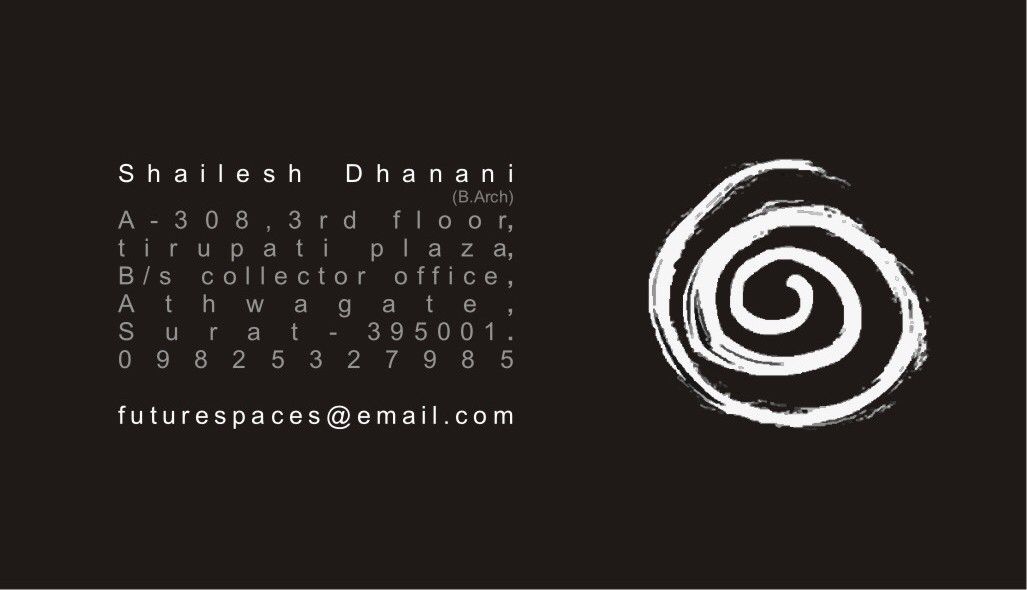 Shailesh Dhanani
(B.Arch)
A-308,3rd floor,
tirupati plaza,
B/s collector office,
Athwagate,
Surat-395001.
09825327985
futurespaces@email.com